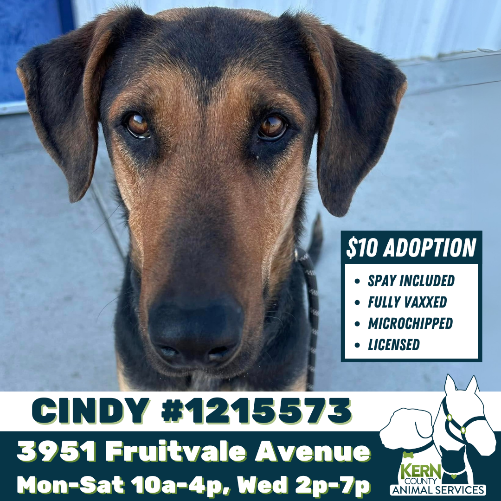 $10 ADOPTION
• SPAY INCLUDED
• FULLY VAXXED
• MICROCHIPPED
• LICENSED
CINDY #1215573
3951 Fruitvale Avenue
Mon-Sat 10a-4p, Wed 2p-7p
KERN
COUNTY
ANIMAL SERVICES